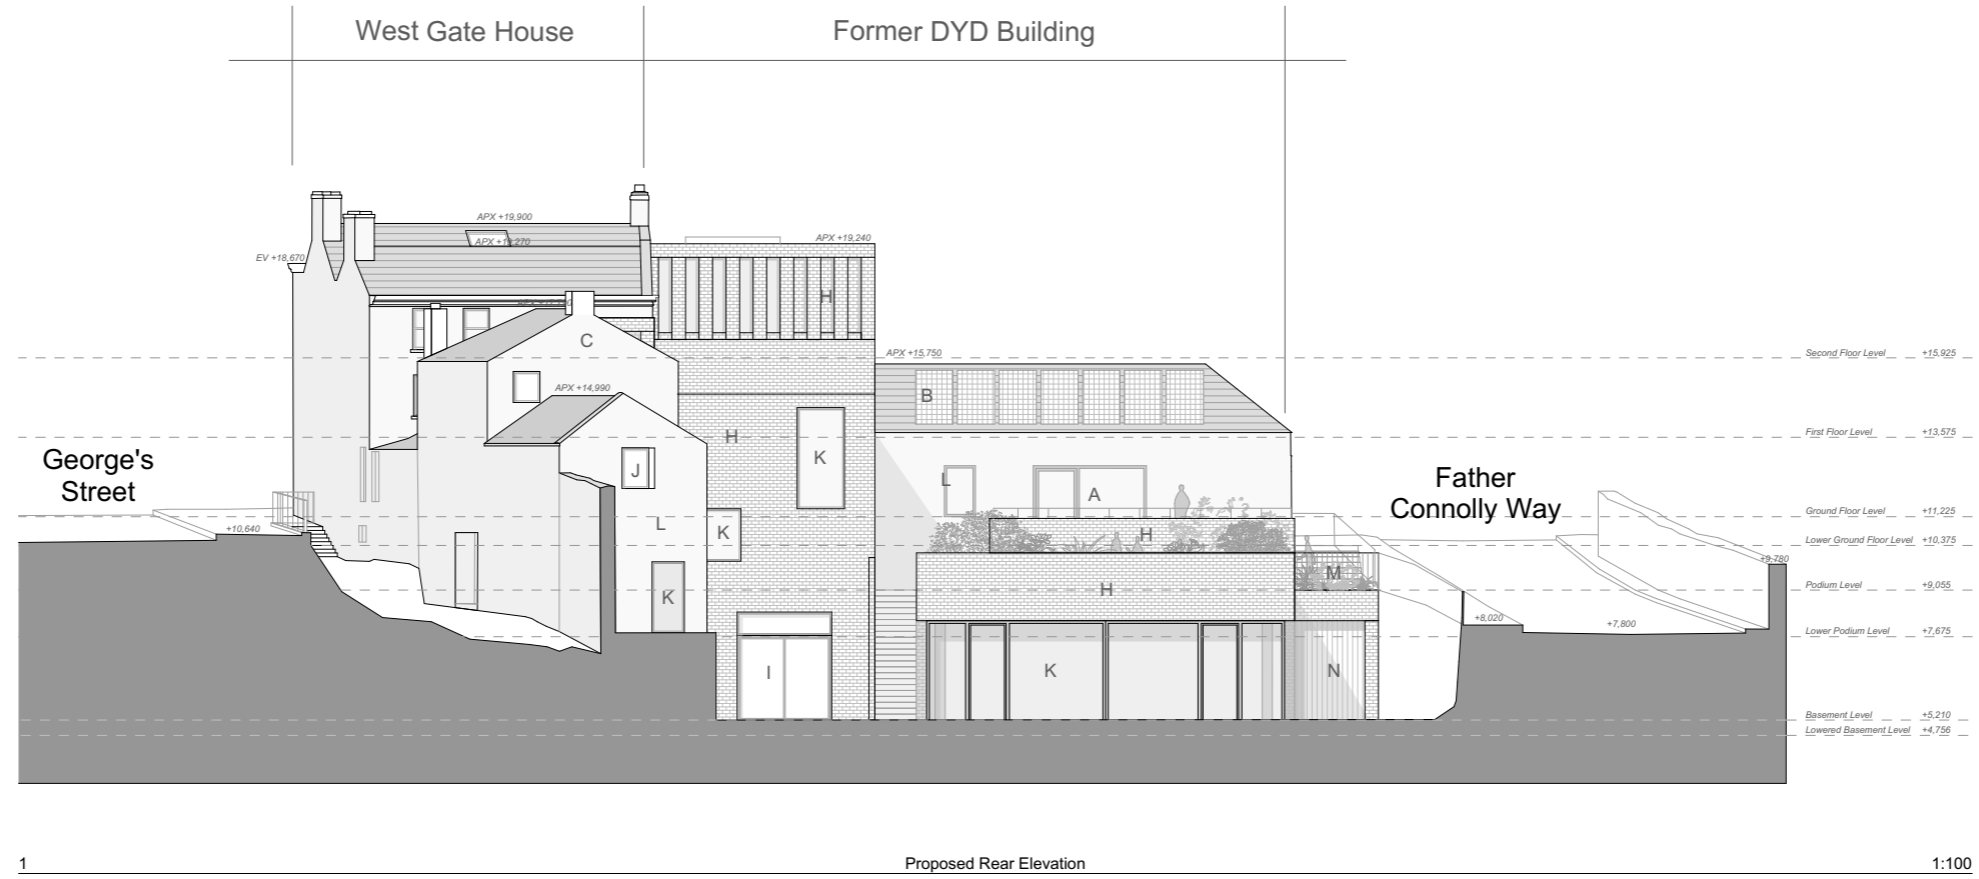 West Gate House
Former DYD Building
APX +19,900
APX +19,240
EV +18,670
H
C
APX +15,750
Second Floor Level +15,925
APX +14,990
B
H
First Floor Level +13,575
George's
Street
K
J
L
A
Father
Connolly Way
Ground Floor Level +11,225
L
+10,640
K
H
Lower Ground Floor Level +10,375
+9,780
M
H
Podium Level +9,055
K
+8,020
+7,800
Lower Podium Level +7,675
I
K
N
Basement Level +5,210
Lowered Basement Level +4,756
1
Proposed Rear Elevation
1:100